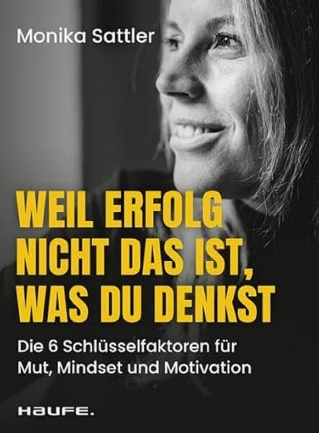 Monika Sattler
WEIL ERFOLG
NICHT DAS IST,
WAS DU DENKST
Die 6 Schlüsselfaktoren für
Mut, Mindset und Motivation
HAUFE.